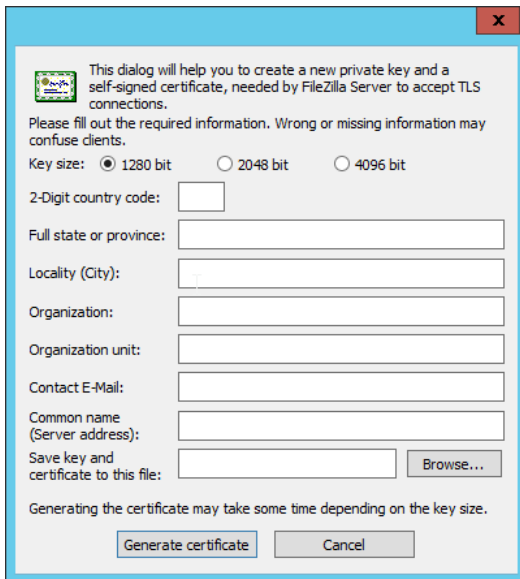 x
This dialog will help you to create a new private key and a
self-signed certificate, needed by FileZilla Server to accept TLS
connections.
Please fill out the required information. Wrong or missing information may
confuse clients.
Key size: 1280 bit 2048 bit 4096 bit
2-Digit country code:
Full state or province:
Locality (City):
Organization:
Organization unit:
Contact E-Mail:
Common name
(Server address):
Save key and
certificate to this file:
Browse...
Generating the certificate may take some time depending on the key size.
Generate certificate Cancel